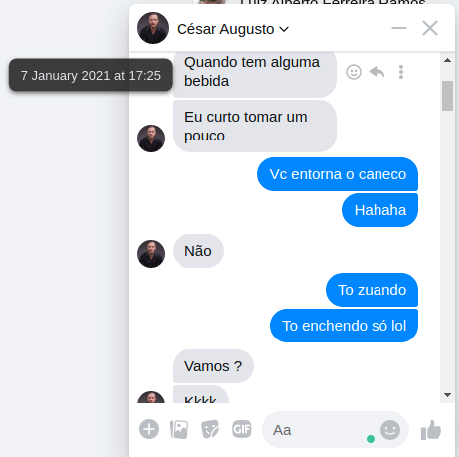 Luiz Alberto Ferreira Ramos
César Augusto
7 January 2021 at 17:25
Quando tem alguma
bebida
Eu curto tomar um
pouco
Vc entorna o caneco
Hahaha
Não
To zuando
To enchendo só lol
Vamos ?
Kkkk
GIF
Aa